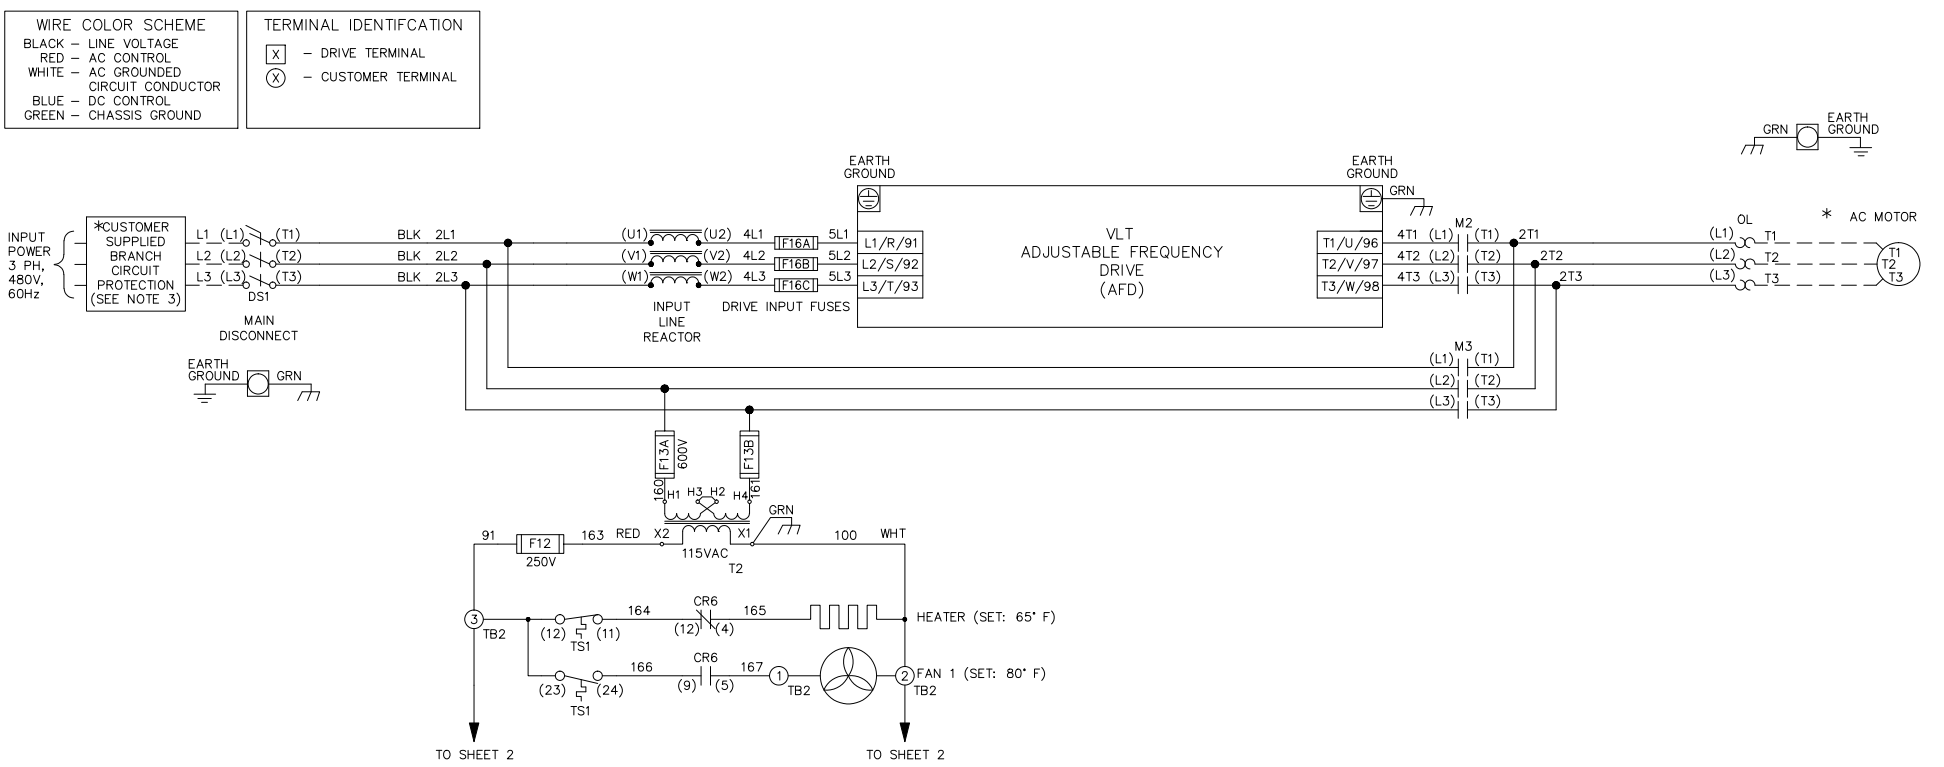 WIRE COLOR SCHEME
BLACK – LINE VOLTAGE
RED – AC CONTROL
WHITE – AC GROUNDED
CIRCUIT CONDUCTOR
BLUE – DC CONTROL
GREEN – CHASSIS GROUND
TERMINAL IDENTIFCATION
X – DRIVE TERMINAL
X – CUSTOMER TERMINAL
GRN
EARTH
GROUND
EARTH
GROUND
EARTH
GROUND
GRN
INPUT
POWER
3 PH,
480V,
60Hz
*CUSTOMER
SUPPLIED
BRANCH
CIRCUIT
PROTECTION
(SEE NOTE 3)
L1 (L1) (T1) BLK 2L1 (U1) (U2) 4L1 F16A 5L1 L1/R/91
L2 (L2) (T2) BLK 2L2 (V1) (V2) 4L2 F16B 5L2 L2/S/92
L3 (L3) (T3) BLK 2L3 (W1) (W2) 4L3 F16C 5L3 L3/T/93
DS1
MAIN
DISCONNECT
INPUT
LINE
REACTOR
DRIVE INPUT FUSES
VLT
ADJUSTABLE FREQUENCY
DRIVE
(AFD)
M2
OL
* AC MOTOR
T1/U/96 4T1 (L1) (T1) 2T1 (L1) T1 T1
T2/V/97 4T2 (L2) (T2) 2T2 (L2) T2 T2
T3/W/98 4T3 (L3) (T3) 2T3 (L3) T3 T3
M3
(L1) (T1)
(L2) (T2)
(L3) (T3)
EARTH
GROUND GRN
F13A
600V
F13B
160
161
H1 H3 H2 H4
GRN
91 F12 163 RED X2 X1 100 WHT
250V
115VAC
T2
3
TB2
(12) (11)
TS1
164
CR6
(12) (4)
165
HEATER (SET: 65° F)
(23) (24)
TS1
166
CR6
(9) (5)
167
1
TB2
2
TB2
FAN 1 (SET: 80° F)
TO SHEET 2
TO SHEET 2